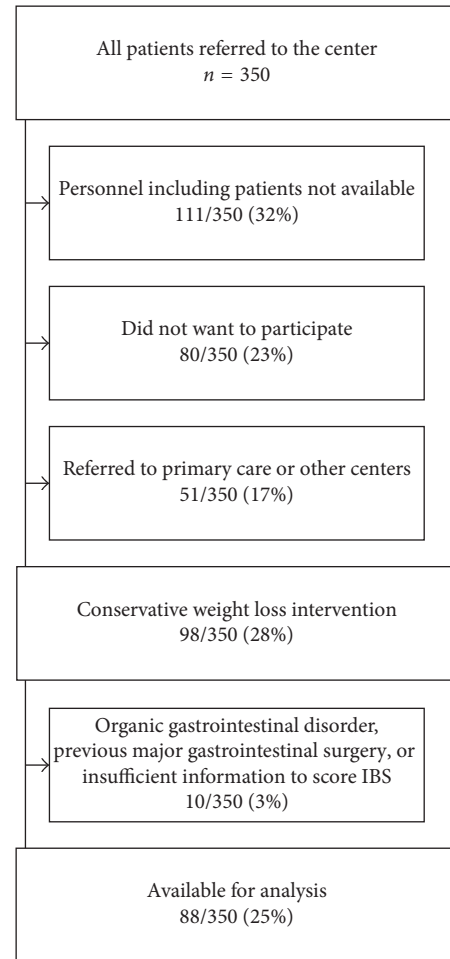 All patients referred to the center
n = 350
Personnel including patients not available
111/350 (32%)
Did not want to participate
80/350 (23%)
Referred to primary care or other centers
51/350 (17%)
Conservative weight loss intervention
98/350 (28%)
Organic gastrointestinal disorder,
previous major gastrointestinal surgery, or
insufficient information to score IBS
10/350 (3%)
Available for analysis
88/350 (25%)